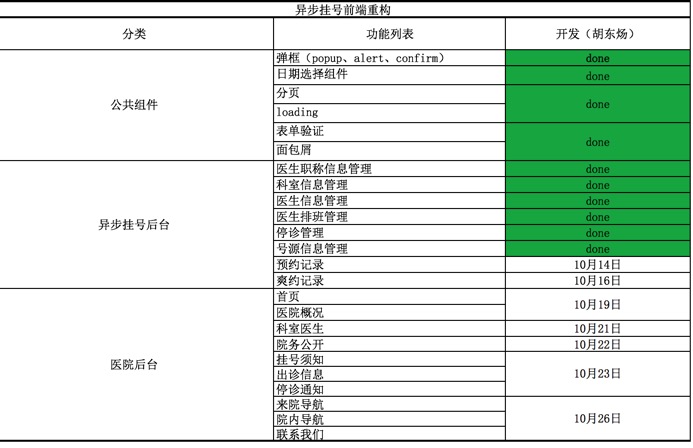 异步挂号前端重构
分类 功能列表 开发（胡东炀）
公共组件
弹框（popup、alert、confirm） done
日期选择组件 done
分页
loading
done
表单验证
面包屑
done
异步挂号后台
医生职称信息管理 done
科室信息管理 done
医生信息管理 done
医生排班管理 done
停诊管理 done
号源信息管理 done
预约记录 10月14日
爽约记录 10月16日
医院后台
首页
医院概况
10月19日
科室医生 10月21日
院务公开 10月22日
挂号须知
出诊信息
停诊通知
10月23日
来院导航
院内导航
联系我们
10月26日